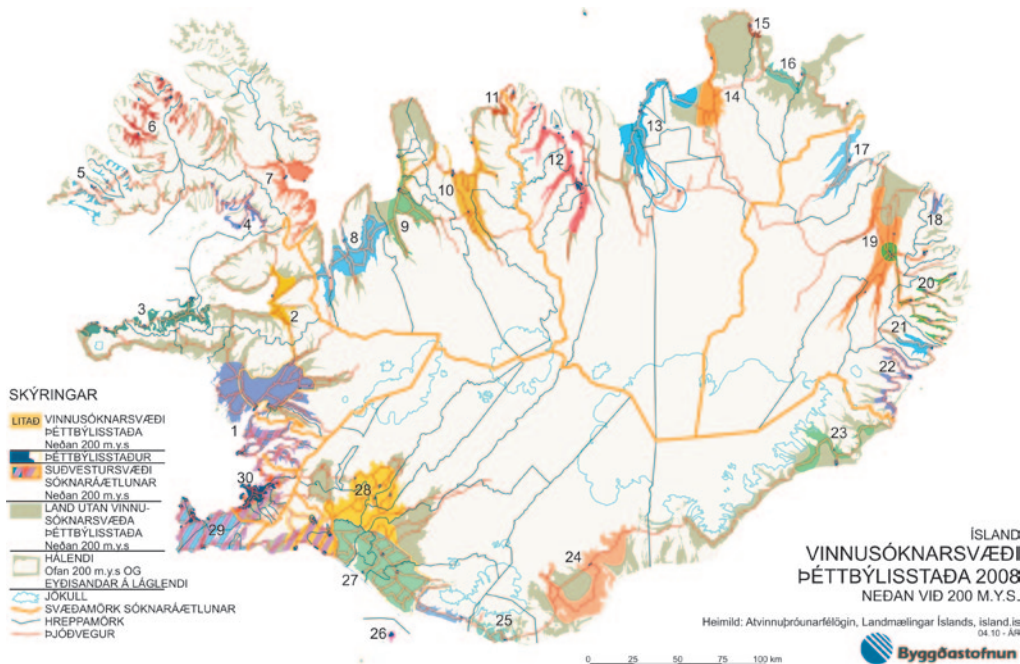 15
16
14
11
13
6
12
17
5
7
10
18
4
8
9
19
20
3
2
21
22
1
23
30
28
29
24
27
25
26
SKÝRINGAR
LITAÐ VINNUSÓKNARSVÆÐI
ÞÉTTBÝLISSTAÐA
Neðan 200 m.y.s
ÞÉTTBÝLISSTAÐUR
SUÐVESTURSVÆÐI
SÓKNARÁÆTLUNAR
Neðan 200 m.y.s
LAND UTAN VINNU-
SÓKNARSVÆÐA
ÞÉTTBÝLISSTAÐA
Neðan 200 m.y.s
HÁLENDI
Ofan 200 m.y.s OG
EYÐISANDAR Á LÁGLENDI
JÖKULL
SVÆÐAMÖRK SÓKNARÁÆTLUNAR
HREPPAMÖRK
ÞJÓÐVEGUR
ÍSLAND
VINNUSÓKNARSVÆÐI
ÞÉTTBÝLISSTAÐA 2008
NEÐAN VIÐ 200 M.Y.S.
Heimild: Atvinnuþróunarfélögin, Landmælingar Íslands, island.is
04.10 - ÁR
Byggðastofnun
0 25 50 75 100 km